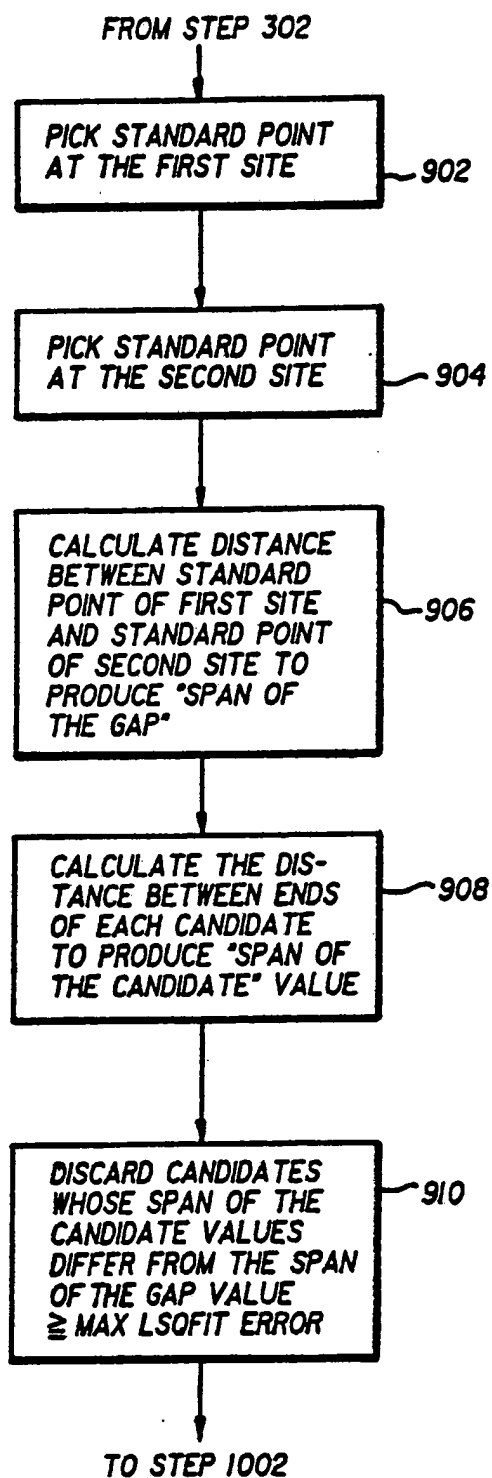 FROM STEP 302
PICK STANDARD POINT
AT THE FIRST SITE
902
PICK STANDARD POINT
AT THE SECOND SITE
904
CALCULATE DISTANCE
BETWEEN STANDARD
POINT OF FIRST SITE
AND STANDARD POINT
OF SECOND SITE TO
PRODUCE "SPAN OF
THE GAP"
906
CALCULATE THE DIS-
TANCE BETWEEN ENDS
OF EACH CANDIDATE
TO PRODUCE "SPAN OF
THE CANDIDATE" VALUE
908
DISCARD CANDIDATES
WHOSE SPAN OF THE
CANDIDATE VALUES
DIFFER FROM THE SPAN
OF THE GAP VALUE
≧ MAX LSQFIT ERROR
910
TO STEP 1002